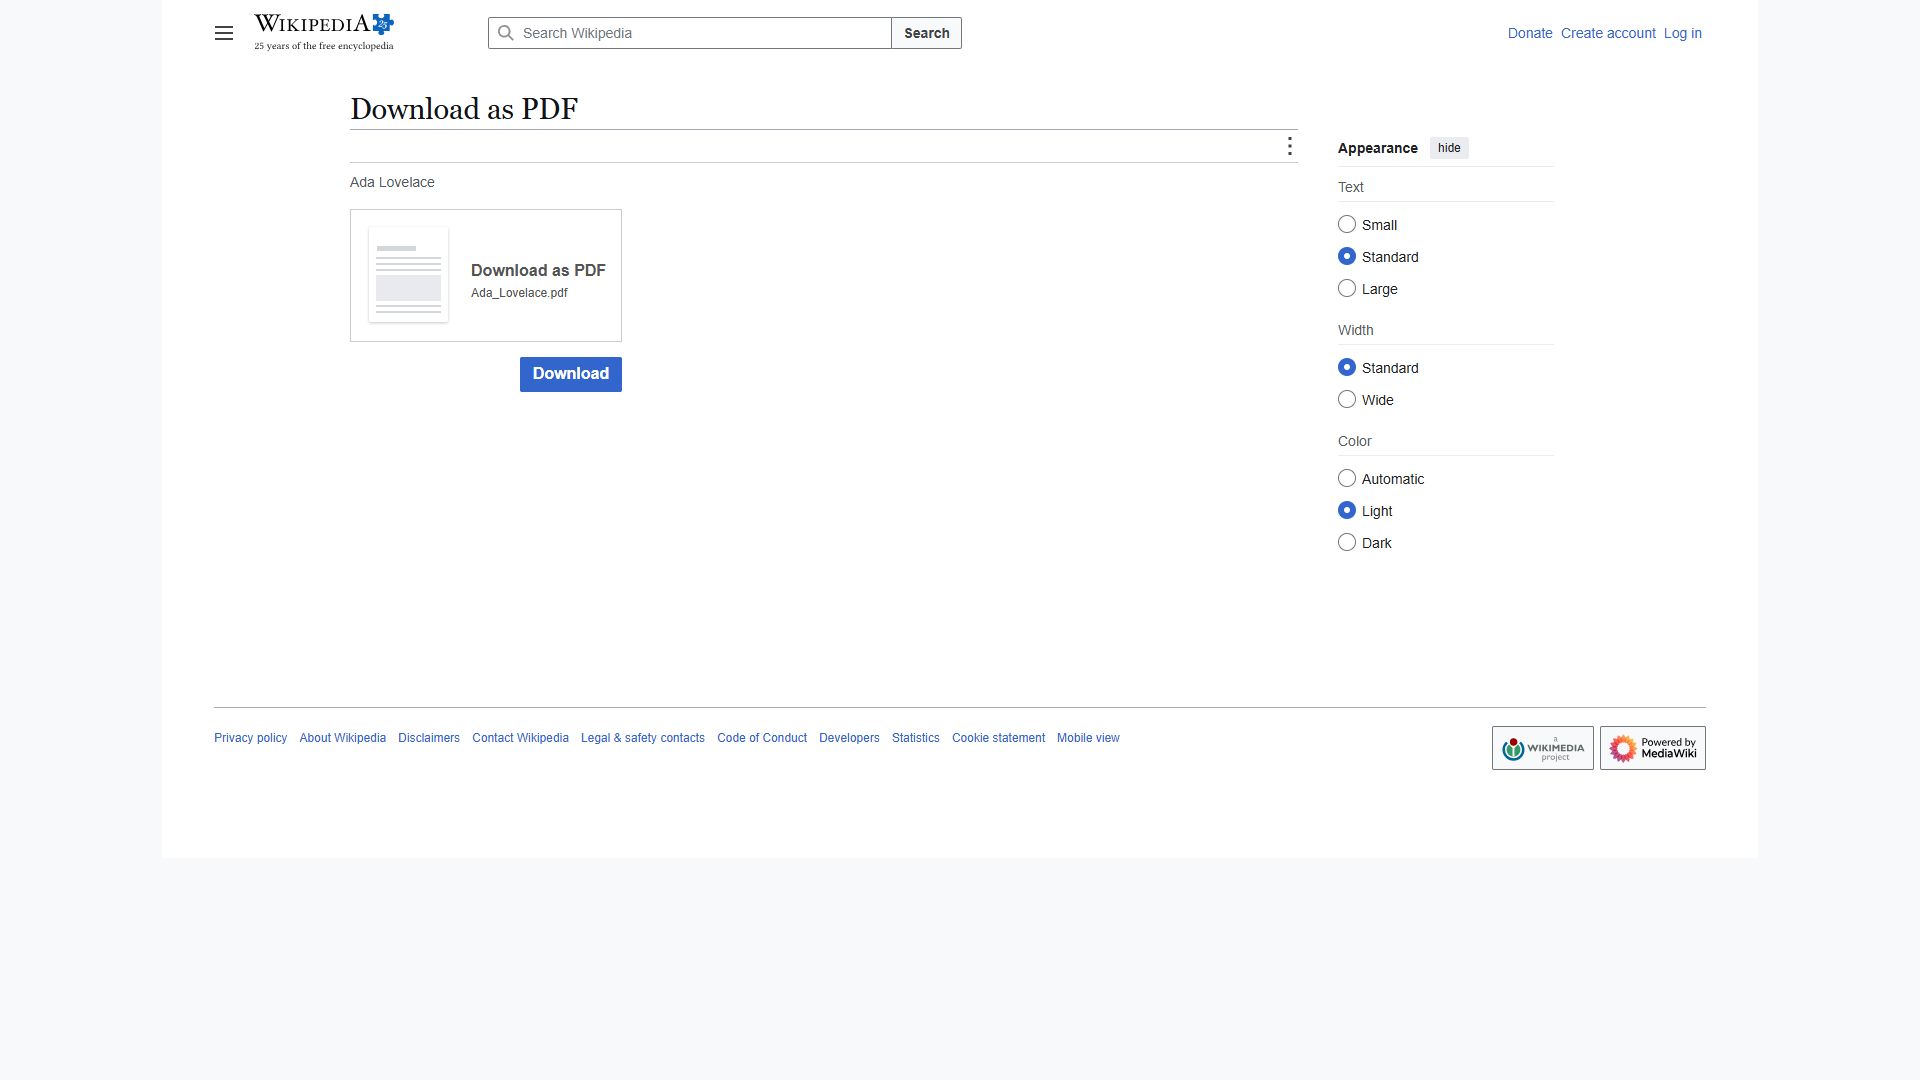 WIKIPEDIA 25
25 years of the free encyclopedia
Search Wikipedia
Search
Donate Create account Log in
Download as PDF
Ada Lovelace
Download as PDF
Ada_Lovelace.pdf
Download
Appearance hide
Text
Small
Standard
Large
Width
Standard
Wide
Color
Automatic
Light
Dark
Privacy policy About Wikipedia Disclaimers Contact Wikipedia Legal & safety contacts Code of Conduct Developers Statistics Cookie statement Mobile view
a
WIKIMEDIA
project
Powered by
MediaWiki